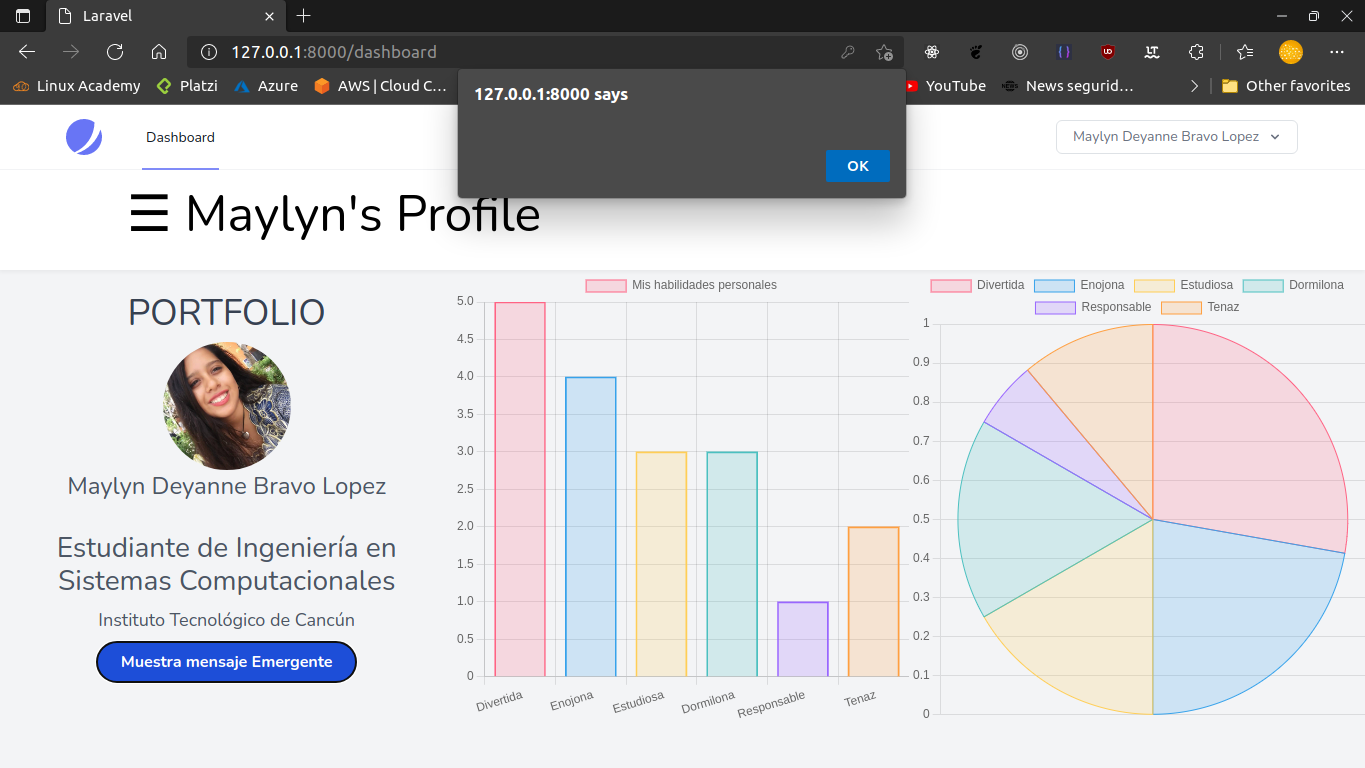 Laravel
127.0.0.1:8000/dashboard
Linux Academy
Platzi
Azure
AWS | Cloud C...
YouTube
News segurid...
Other favorites
127.0.0.1:8000 says
OK
Dashboard
Maylyn Deyanne Bravo Lopez
☰ Maylyn's Profile
PORTFOLIO
Maylyn Deyanne Bravo Lopez
Estudiante de Ingeniería en
Sistemas Computacionales
Instituto Tecnológico de Cancún
Muestra mensaje Emergente
Mis habilidades personales
5.0
4.5
4.0
3.5
3.0
2.5
2.0
1.5
1.0
0.5
0
Divertida
Enojona
Estudiosa
Dormilona
Responsable
Tenaz
Divertida Enojona Estudiosa Dormilona
Responsable Tenaz
1
0.9
0.8
0.7
0.6
0.5
0.4
0.3
0.2
0.1
0